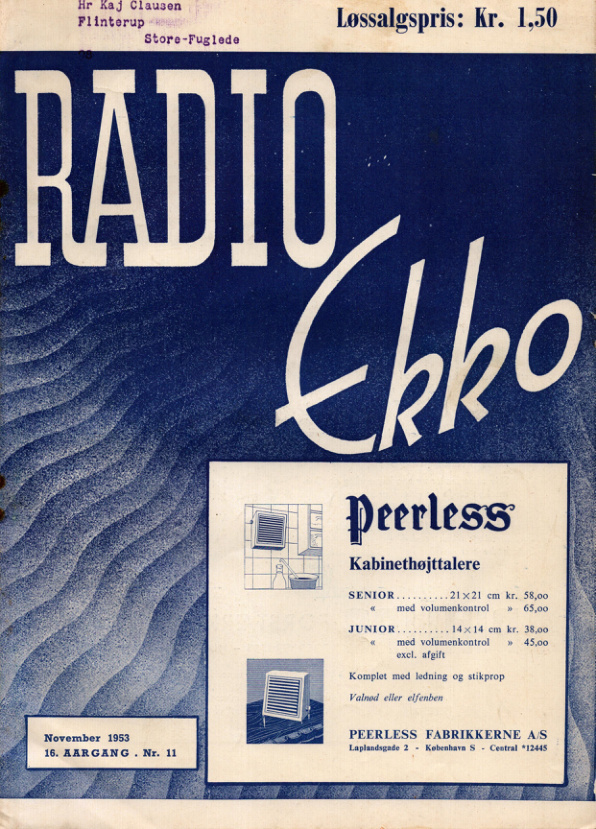 Hr Kaj Clausen
Flinterup
Store-Fuglede
Løssalgspris: Kr. 1,50
RADIO
Ekko
Peerless
Kabinethøjttalere
SENIOR..........21×21 cm kr. 58,00
« med volumenkontrol » 65,00
JUNIOR..........14×14 cm kr. 38,00
« med volumenkontrol » 45,00
excl. afgift
Komplet med ledning og stikprop
Valnød eller elfenben
PEERLESS FABRIKKERNE A/S
Laplandsgade 2 - København S - Central *12445
November 1953
16. AARGANG . Nr. 11